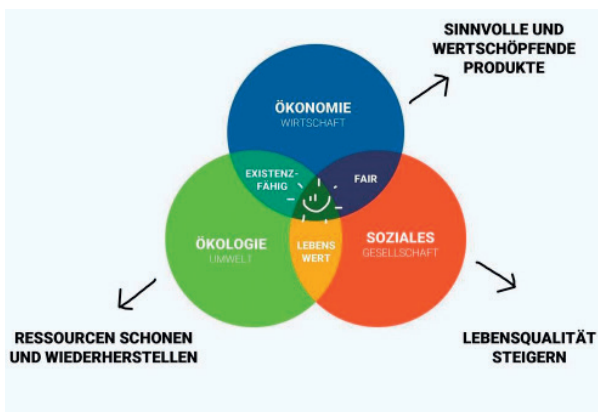 SINNVOLLE UND
WERTSCHÖPFENDE
PRODUKTE
ÖKONOMIE
WIRTSCHAFT
EXISTENZ-
FÄHIG
FAIR
ÖKOLOGIE
UMWELT
LEBENS
WERT
SOZIALES
GESELLSCHAFT
RESSOURCEN SCHONEN
UND WIEDERHERSTELLEN
LEBENSQUALITÄT
STEIGERN